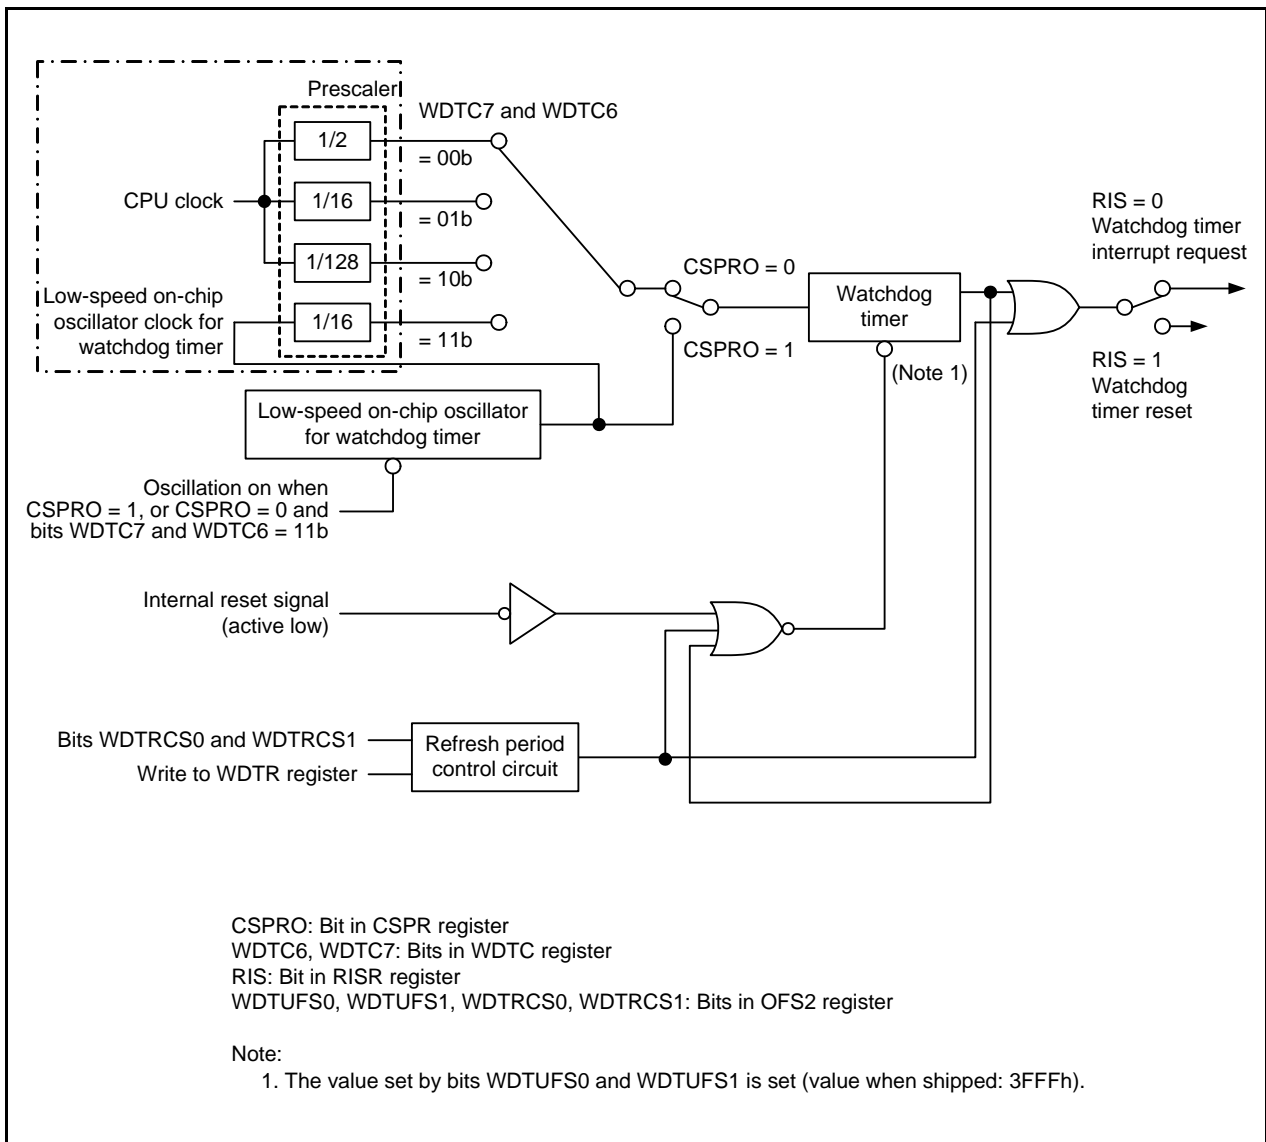 Prescaler
WDTC7 and WDTC6
1/2
= 00b
CPU clock
1/16
= 01b
1/128
= 10b
Low-speed on-chip
oscillator clock for
watchdog timer
1/16
= 11b
CSPRO = 0
CSPRO = 1
Watchdog
timer
(Note 1)
RIS = 0
Watchdog timer
interrupt request
RIS = 1
Watchdog
timer reset
Low-speed on-chip oscillator
for watchdog timer
Oscillation on when
CSPRO = 1, or CSPRO = 0 and
bits WDTC7 and WDTC6 = 11b
Internal reset signal
(active low)
Bits WDTRCS0 and WDTRCS1
Write to WDTR register
Refresh period
control circuit
CSPRO: Bit in CSPR register
WDTC6, WDTC7: Bits in WDTC register
RIS: Bit in RISR register
WDTUFS0, WDTUFS1, WDTRCS0, WDTRCS1: Bits in OFS2 register
Note:
1. The value set by bits WDTUFS0 and WDTUFS1 is set (value when shipped: 3FFFh).